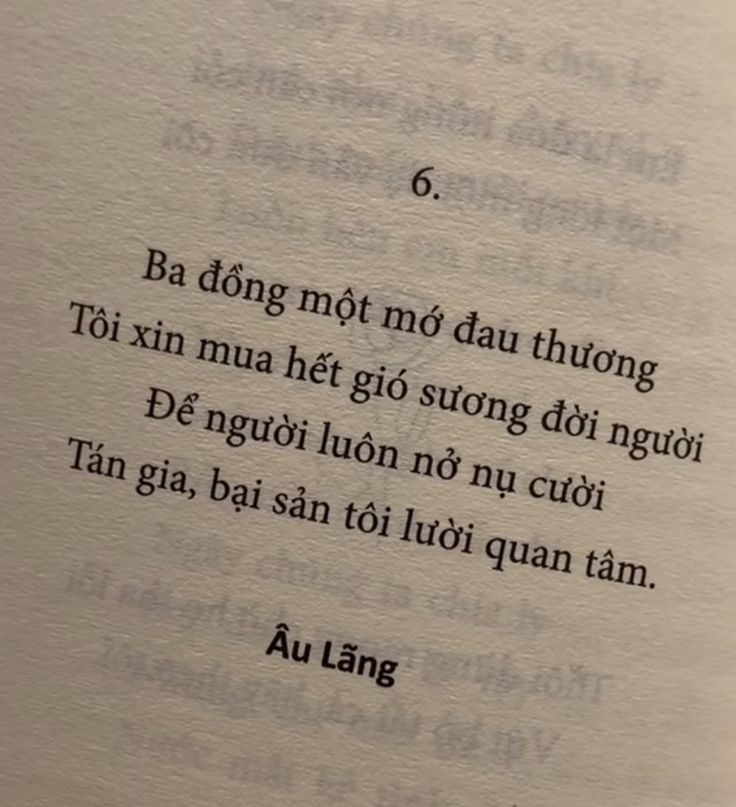 6.
Ba đồng một mớ đau thương
Tôi xin mua hết gió sương đời người
Để người luôn nở nụ cười
Tán gia, bại sản tôi lười quan tâm.
Âu Lãng